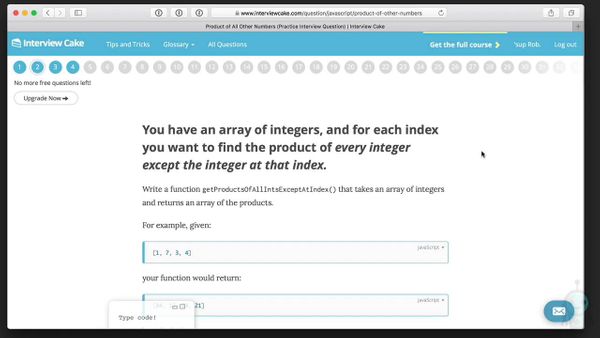 www.interviewcake.com/question/javascript/product-of-other-numbers
Product of All Other Numbers (Practice Interview Question) | Interview Cake
Interview Cake
Tips and Tricks
Glossary
All Questions
Get the full course
'sup Rob.
Log out
1 2 3 4 5 6 7 8 9 10 11 12 13 14 15 16 17 18 19 20 21 22 23 24 25 26 27 28 29 30
No more free questions left!
Upgrade Now →
You have an array of integers, and for each index
you want to find the product of every integer
except the integer at that index.
Write a function getProductsOfAllIntsExceptAtIndex() that takes an array of integers
and returns an array of the products.
For example, given:
JavaScript
[1, 7, 3, 4]
your function would return:
JavaScript
21]
Type code!